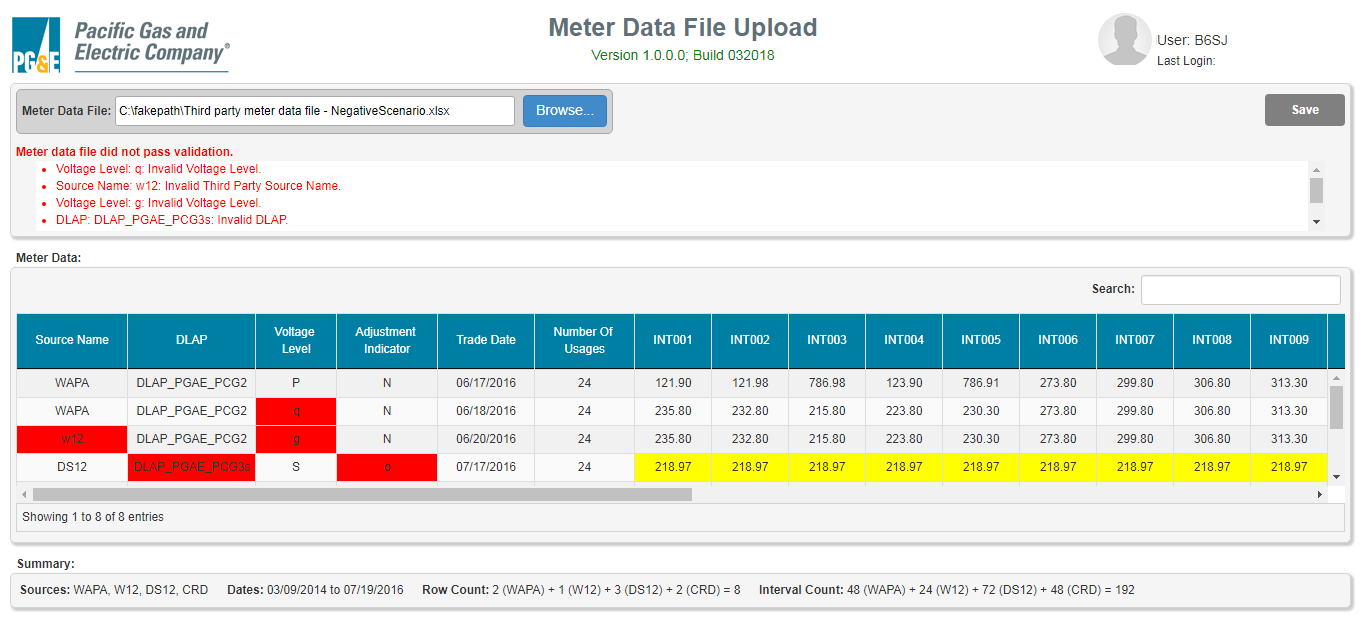 PG&E
Pacific Gas and
Electric Company®
Meter Data File Upload
Version 1.0.0.0; Build 032018
User: B6SJ
Last Login:
Meter Data File: C:\fakepath\Third party meter data file - NegativeScenario.xlsx Browse... Save
Meter data file did not pass validation.
• Voltage Level: q: Invalid Voltage Level.
• Source Name: w12: Invalid Third Party Source Name.
• Voltage Level: g: Invalid Voltage Level.
• DLAP: DLAP_PGAE_PCG3s: Invalid DLAP.
Meter Data:
Search:
Source Name DLAP Voltage Level Adjustment Indicator Trade Date Number Of Usages INT001 INT002 INT003 INT004 INT005 INT006 INT007 INT008 INT009
WAPA DLAP_PGAE_PCG2 P N 06/17/2016 24 121.90 121.98 786.98 123.90 786.91 273.80 299.80 306.80 313.30
WAPA DLAP_PGAE_PCG2 q N 06/18/2016 24 235.80 232.80 215.80 223.80 230.30 273.80 299.80 306.80 313.30
w12 DLAP_PGAE_PCG2 g N 06/20/2016 24 235.80 232.80 215.80 223.80 230.30 273.80 299.80 306.80 313.30
DS12 DLAP_PGAE_PCG3s S c 07/17/2016 24 218.97 218.97 218.97 218.97 218.97 218.97 218.97 218.97 218.97
Showing 1 to 8 of 8 entries
Summary:
Sources: WAPA, W12, DS12, CRD Dates: 03/09/2014 to 07/19/2016 Row Count: 2 (WAPA) + 1 (W12) + 3 (DS12) + 2 (CRD) = 8 Interval Count: 48 (WAPA) + 24 (W12) + 72 (DS12) + 48 (CRD) = 192